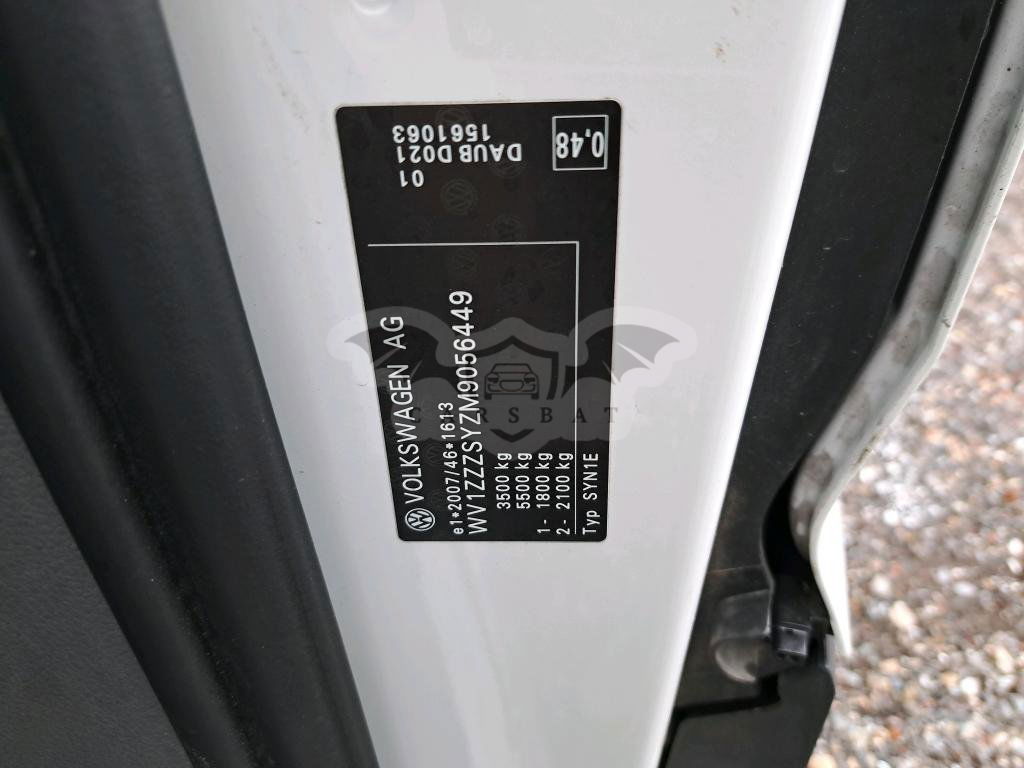 VOLKSWAGEN AG
e1*2007/46*1613
WV1ZZZSYZM9056449
3500 kg
5500 kg
1- 1800 kg
2- 2100 kg
Typ SYN1E
01
DAUB D021
1561063
0,48
CARSBAT